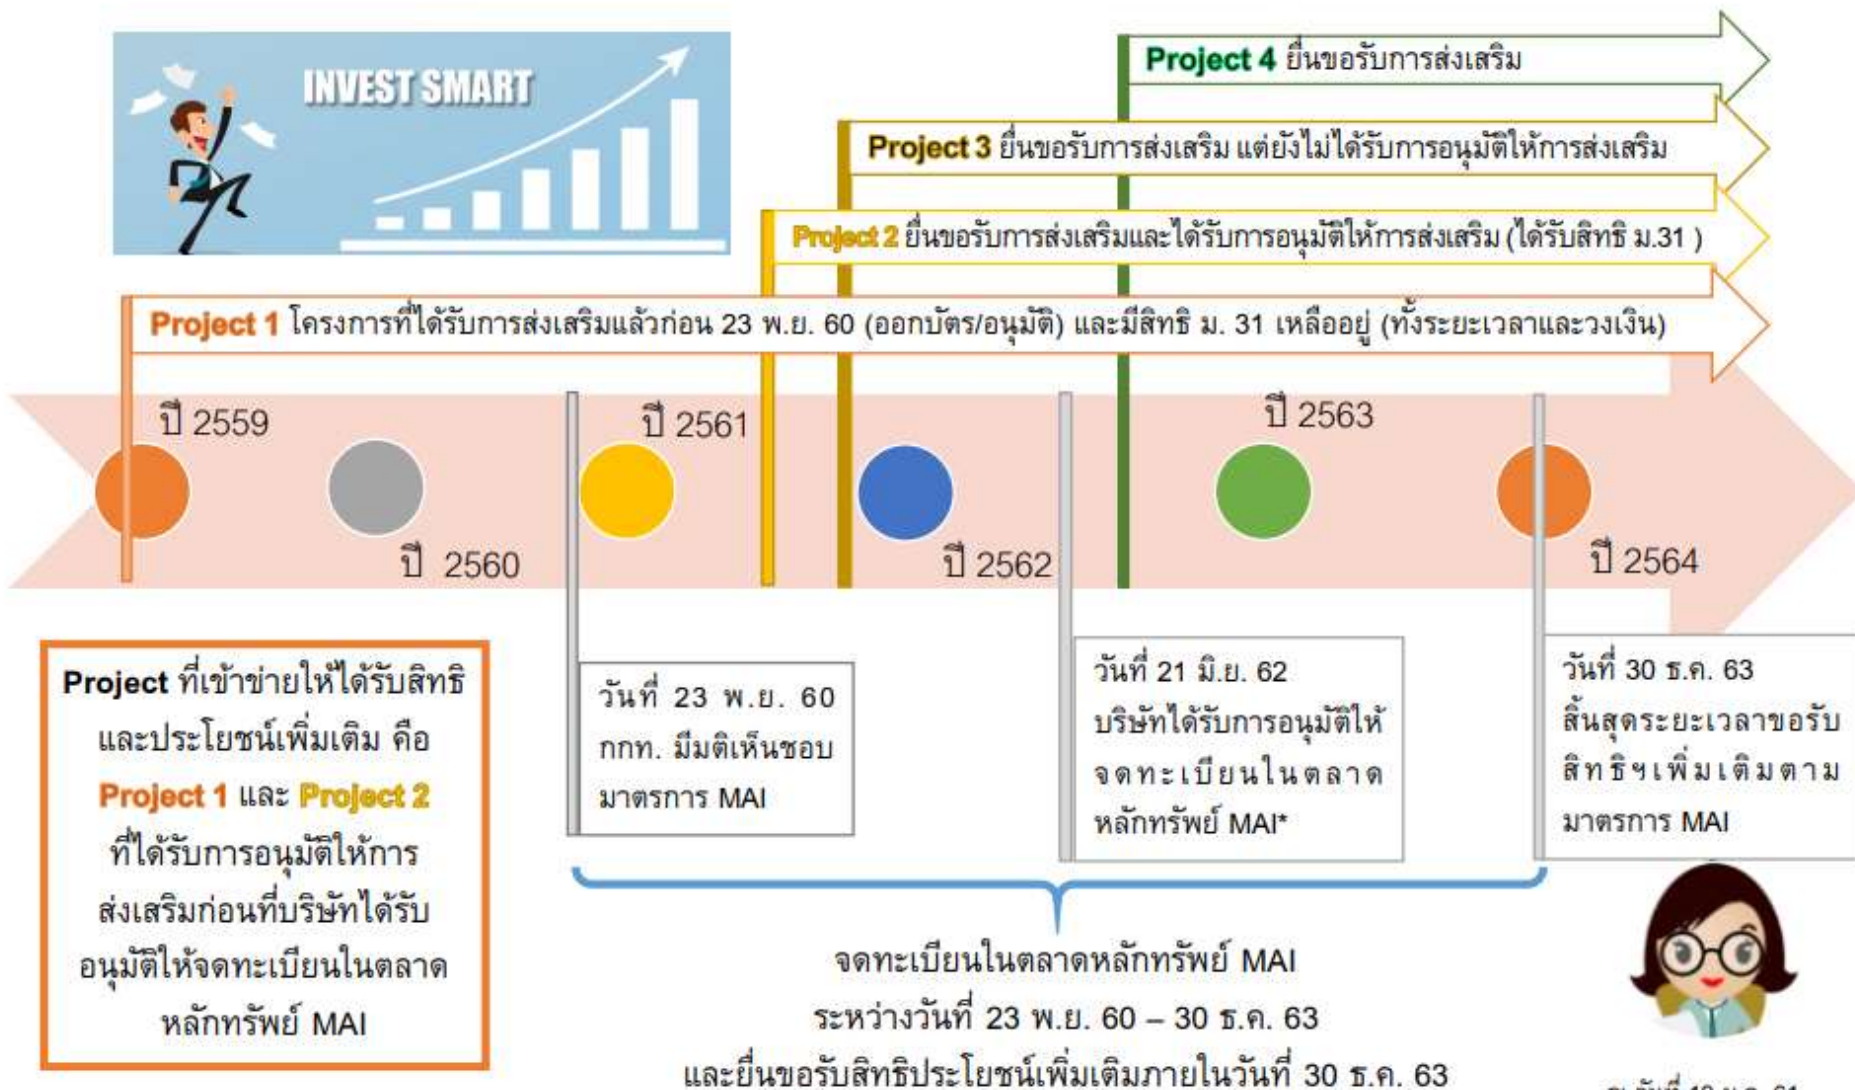 INVEST SMART
Project 4 ยื่นขอรับการส่งเสริม
Project 3 ยื่นขอรับการส่งเสริม แต่ยังไม่ได้รับการอนุมัติให้การส่งเสริม
Project 2 ยื่นขอรับการส่งเสริมและได้รับการอนุมัติให้การส่งเสริม (ได้รับสิทธิ ม.31 )
Project 1 โครงการที่ได้รับการส่งเสริมแล้วก่อน 23 พ.ย. 60 (ออกบัตร/อนุมัติ) และมีสิทธิ ม. 31 เหลืออยู่ (ทั้งระยะเวลาและวงเงิน)
ปี 2559
ปี 2560
ปี 2561
ปี 2562
ปี 2563
ปี 2564
Project ที่เข้าข่ายให้ได้รับสิทธิ
และประโยชน์เพิ่มเติม คือ
Project 1 และ Project 2
ที่ได้รับการอนุมัติให้การ
ส่งเสริมก่อนที่บริษัทได้รับ
อนุมัติให้จดทะเบียนในตลาด
หลักทรัพย์ MAI
วันที่ 23 พ.ย. 60
กกท. มีมติเห็นชอบ
มาตรการ MAI
วันที่ 21 มิ.ย. 62
บริษัทได้รับการอนุมัติให้
จดทะเบียนในตลาด
หลักทรัพย์ MAI*
วันที่ 30 ธ.ค. 63
สิ้นสุดระยะเวลาขอรับ
สิทธิฯเพิ่มเติมตาม
มาตรการ MAI
จดทะเบียนในตลาดหลักทรัพย์ MAI
ระหว่างวันที่ 23 พ.ย. 60 – 30 ธ.ค. 63
และยื่นขอรับสิทธิประโยชน์เพิ่มเติมภายในวันที่ 30 ธ.ค. 63